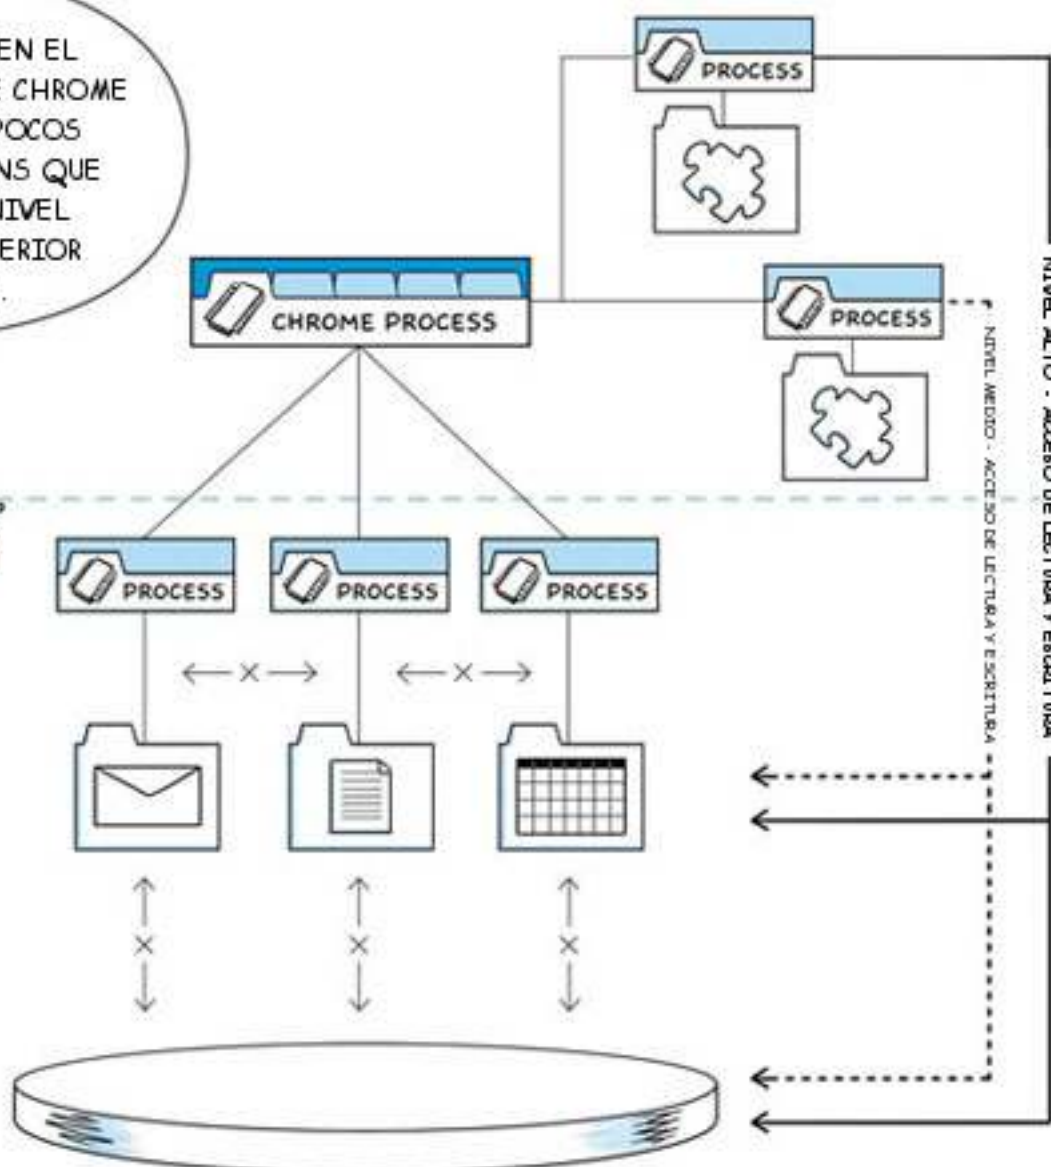 EN EL
CHROME
POCOS
NS QUE
NIVEL
ERIOR
PROCESS
CHROME PROCESS
PROCESS
NIVEL MEDIO - ACCESO DE LECTURA Y ESCRITURA
NIVEL ALTO - ACCESO DE LECTURA Y ESCRITURA
PROCESS
PROCESS
PROCESS